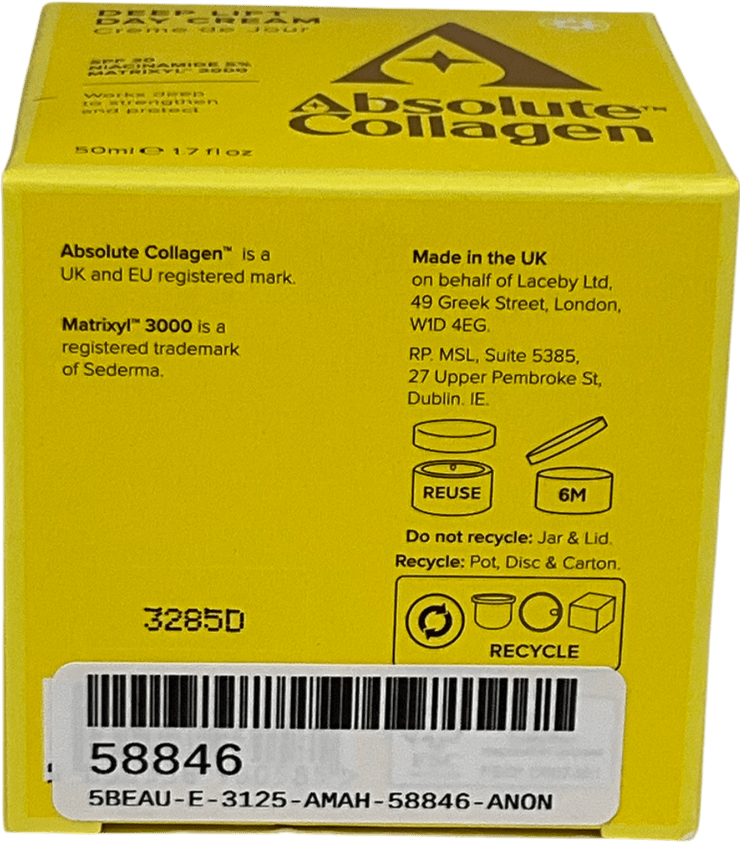 DEEP LIFT
DAY CREAM
Crème de Jour
SPF 30
NIACINAMIDE 5%
MATRIXYL™ 3000
Works deep
to strengthen
and protect
50ml ℮ 1.7 fl oz
Absolute™
Collagen
Absolute Collagen™ is a
UK and EU registered mark.
Matrixyl™ 3000 is a
registered trademark
of Sederma.
Made in the UK
on behalf of Laceby Ltd,
49 Greek Street, London,
W1D 4EG.
RP. MSL, Suite 5385,
27 Upper Pembroke St,
Dublin. IE.
REUSE
6M
Do not recycle: Jar & Lid.
Recycle: Pot, Disc & Carton.
RECYCLE
3285D
58846
5BEAU-E-3125-AMAH-58846-ANON